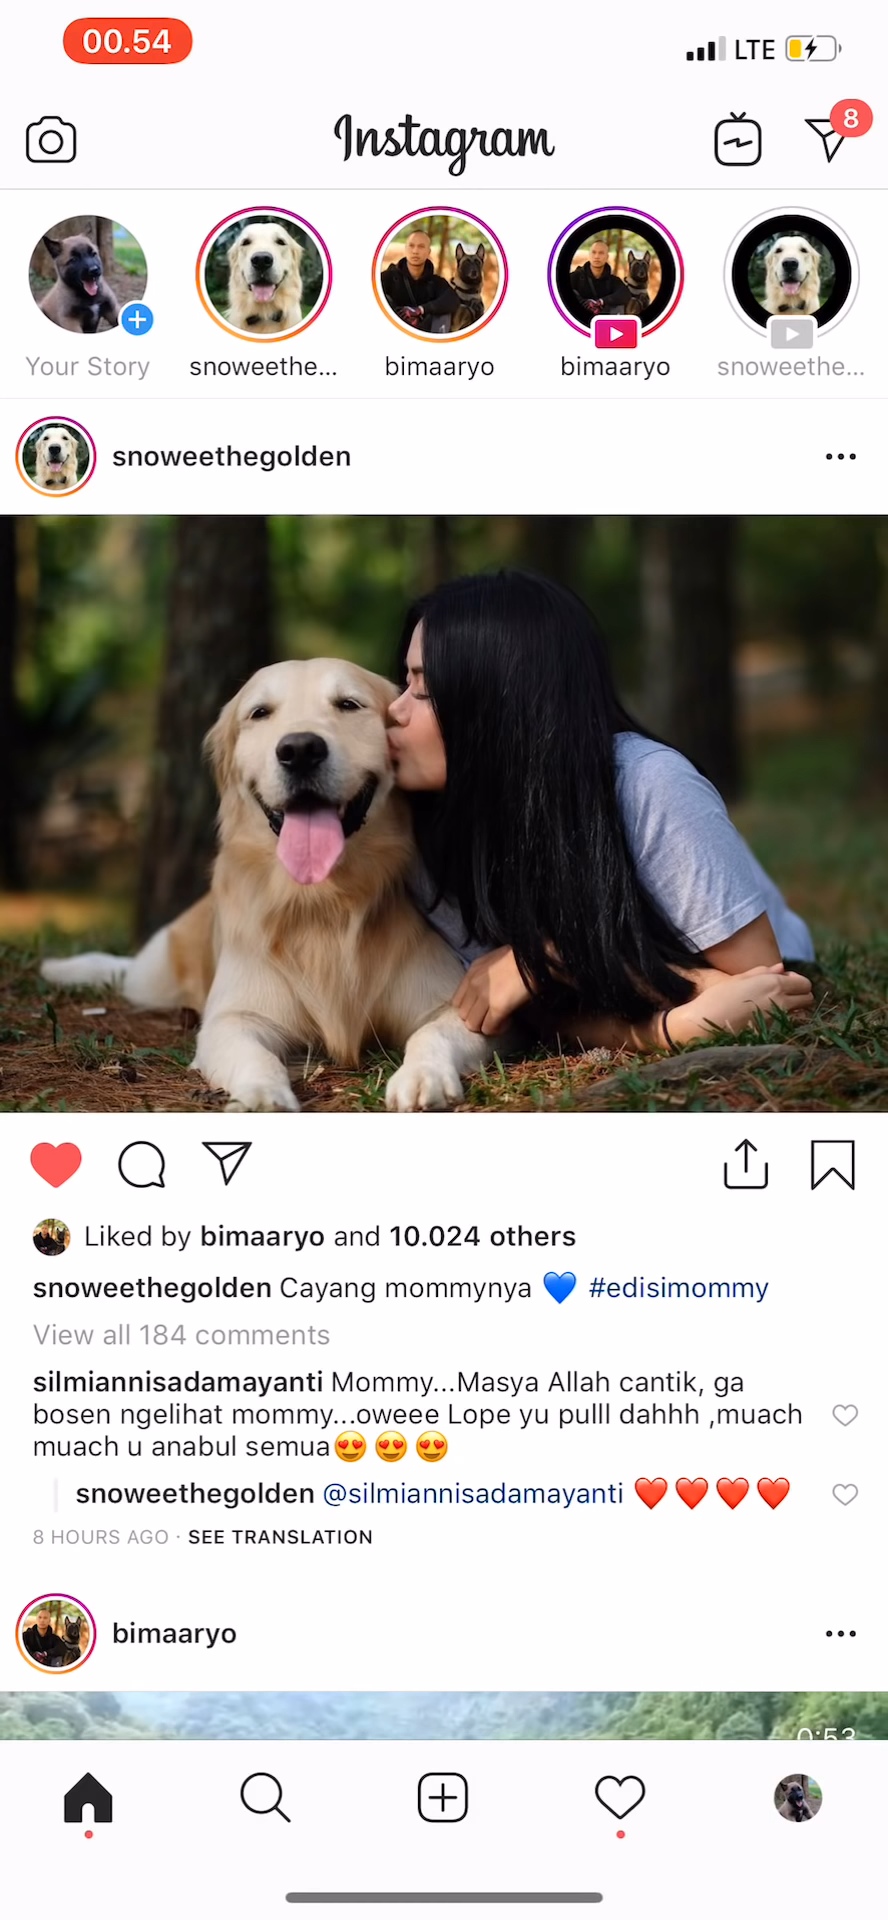 00.54
LTE
Instagram
8
Your Story
snoweethe...
bimaaryo
bimaaryo
snoweethe...
snoweethegolden
Liked by bimaaryo and 10.024 others
snoweethegolden Cayang mommynya 💙 #edisimommy
View all 184 comments
silmiannisadamayanti Mommy...Masya Allah cantik, ga
bosen ngelihat mommy...oweee Lope yu pulll dahhh ,muach
muach u anabul semua😍😍😍
snoweethegolden @silmiannisadamayanti ❤️❤️❤️❤️
8 HOURS AGO · SEE TRANSLATION
bimaaryo
0:53